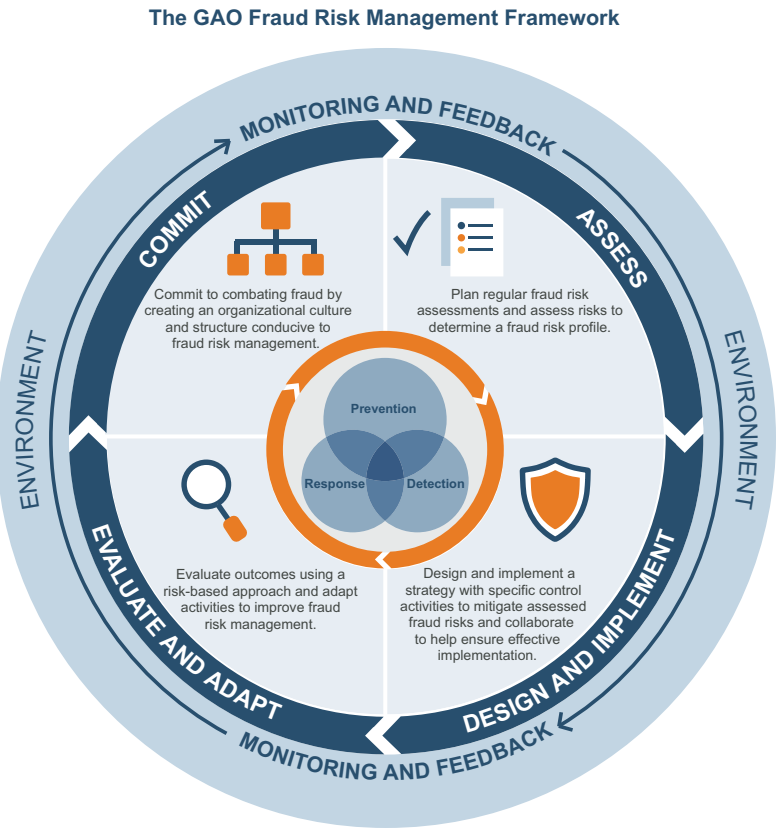 The GAO Fraud Risk Management Framework
MONITORING AND FEEDBACK
ENVIRONMENT
ENVIRONMENT
COMMIT
Commit to combating fraud by
creating an organizational culture
and structure conducive to
fraud risk management.
ASSESS
Plan regular fraud risk
assessments and assess risks to
determine a fraud risk profile.
Prevention
Response
Detection
EVALUATE AND ADAPT
Evaluate outcomes using a
risk-based approach and adapt
activities to improve fraud
risk management.
DESIGN AND IMPLEMENT
Design and implement a
strategy with specific control
activities to mitigate assessed
fraud risks and collaborate
to help ensure effective
implementation.
MONITORING AND FEEDBACK